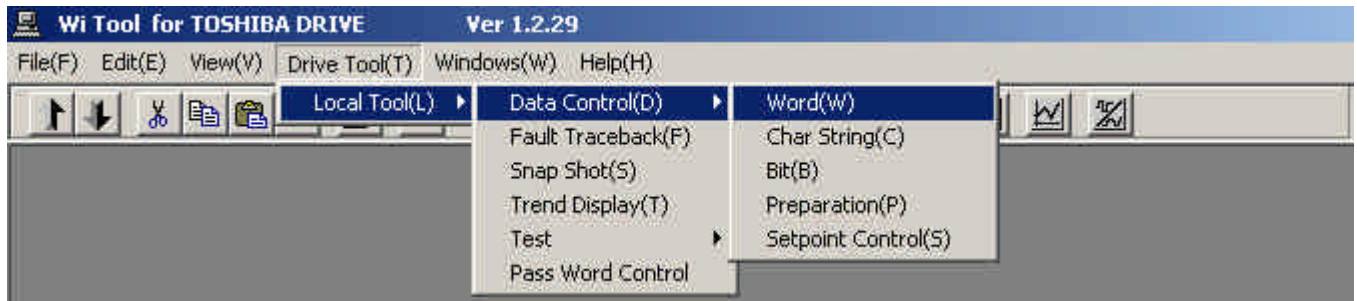 Wi Tool for TOSHIBA DRIVE Ver 1.2.29
File(F) Edit(E) View(V) Drive Tool(T) Windows(W) Help(H)
Local Tool(L)
Data Control(D)
Fault Traceback(F)
Snap Shot(S)
Trend Display(T)
Test
Pass Word Control
Word(W)
Char String(C)
Bit(B)
Preparation(P)
Setpoint Control(S)